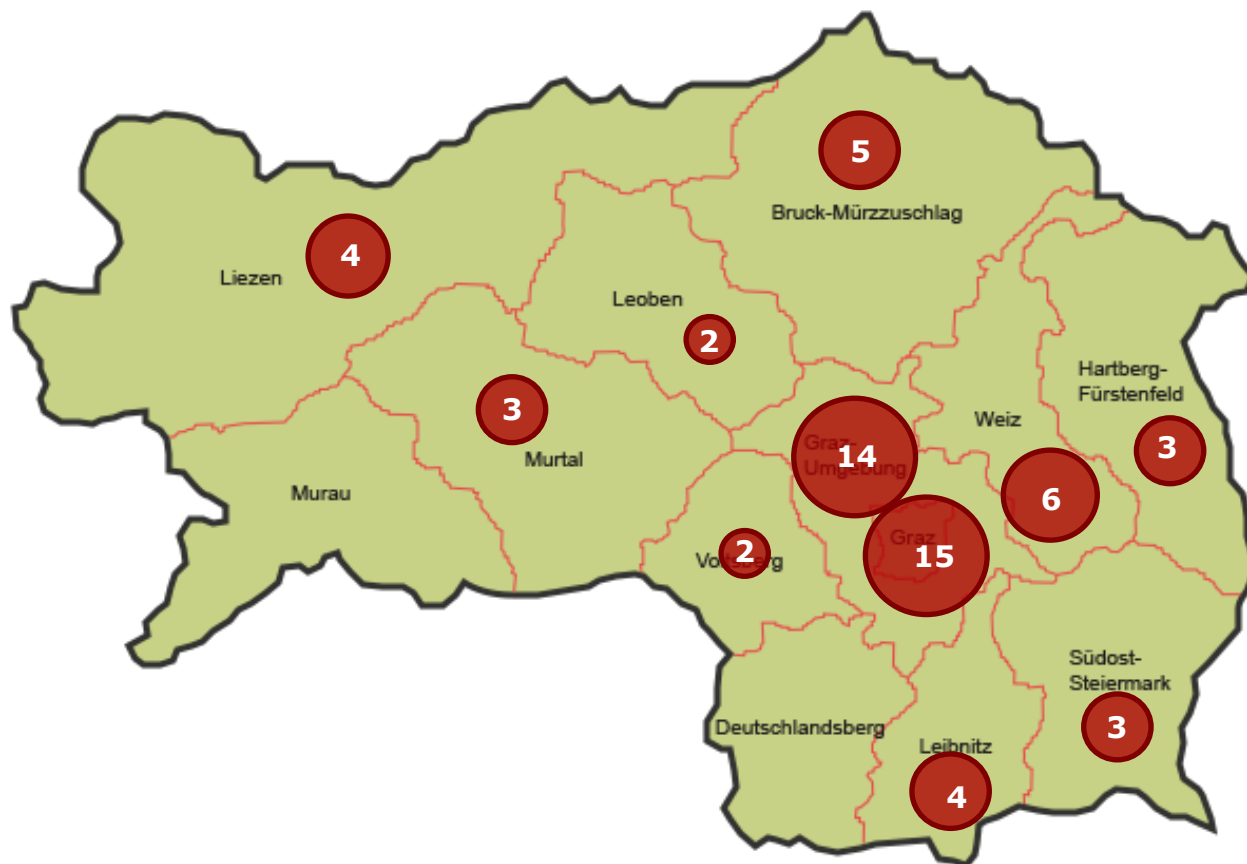 5
Bruck-Mürzzuschlag
4
Liezen
Leoben
2
Hartberg-
Fürstenfeld
3
Murtal
Weiz
3
Graz-
Umgebung
14
Murau
6
Graz
15
Voitsberg
2
Südost-
Steiermark
3
Deutschlandsberg
Leibnitz
4